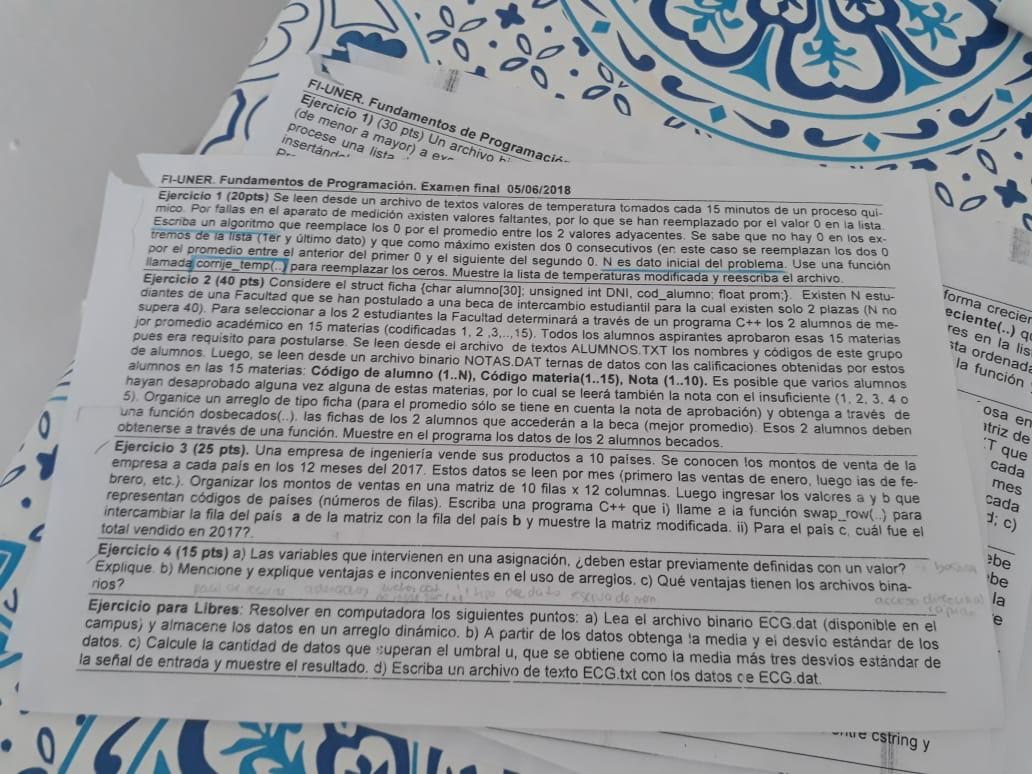 FI-UNER. Fundamentos de Programació
Ejercicio 1) (30 pts) Un archivo
(de menor a mayor) a
procese una lista
FI-UNER. Fundamentos de Programación. Examen final 05/06/2018
Ejercicio 1 (20pts) Se leen desde un archivo de textos valores de temperatura tomados cada 15 minutos de un proceso quí-
mico. Por fallas en el aparato de medición existen valores faltantes, por lo que se han reemplazado por el valor 0 en la lista.
Escriba un algoritmo que reemplace los 0 por el promedio entre los 2 valores adyacentes. Se sabe que no hay 0 en los ex-
tremos de la lista (1er y último dato) y que como máximo existen dos 0 consecutivos (en este caso se reemplazan los dos 0
por el promedio entre el anterior del primer 0 y el siguiente del segundo 0. N es dato inicial del problema. Use una función
llamada corrije_temp(..) para reemplazar los ceros. Muestre la lista de temperaturas modificada y reescriba el archivo.
Ejercicio 2 (40 pts) Considere el struct ficha {char alumno[30]; unsigned int DNI, cod_alumno; float prom;}. Existen N estu-
diantes de una Facultad que se han postulado a una beca de intercambio estudiantil para la cual existen solo 2 plazas (N no
supera 40). Para seleccionar a los 2 estudiantes la Facultad determinará a través de un programa C++ los 2 alumnos de me-
jor promedio académico en 15 materias (codificadas 1, 2 ,3,..,15). Todos los alumnos aspirantes aprobaron esas 15 materias
pues era requisito para postularse. Se leen desde el archivo de textos ALUMNOS.TXT los nombres y códigos de este grupo
de alumnos. Luego, se leen desde un archivo binario NOTAS.DAT ternas de datos con las calificaciones obtenidas por estos
alumnos en las 15 materias: Código de alumno (1..N), Código materia(1..15), Nota (1..10). Es posible que varios alumnos
hayan desaprobado alguna vez alguna de estas materias, por lo cual se leerá también la nota con el insuficiente (1, 2, 3, 4 o
5). Organice un arreglo de tipo ficha (para el promedio sólo se tiene en cuenta la nota de aprobación) y obtenga a través de
una función dosbecados(..). las fichas de los 2 alumnos que accederán a la beca (mejor promedio). Esos 2 alumnos deben
obtenerse a través de una función. Muestre en el programa los datos de los 2 alumnos becados.
Ejercicio 3 (25 pts). Una empresa de ingeniería vende sus productos a 10 países. Se conocen los montos de venta de la
empresa a cada país en los 12 meses del 2017. Estos datos se leen por mes (primero las ventas de enero, luego las de fe-
brero, etc.). Organizar los montos de ventas en una matriz de 10 filas x 12 columnas. Luego ingresar los valores a y b que
representan códigos de países (números de filas). Escriba una programa C++ que i) llame a la función swap_row(..) para
intercambiar la fila del país a de la matriz con la fila del país b y muestre la matriz modificada. ii) Para el país c, cuál fue el
total vendido en 2017?.
Ejercicio 4 (15 pts) a) Las variables que intervienen en una asignación, ¿deben estar previamente definidas con un valor?
Explique. b) Mencione y explique ventajas e inconvenientes en el uso de arreglos. c) Qué ventajas tienen los archivos bina-
rios?
Ejercicio para Libres: Resolver en computadora los siguientes puntos: a) Lea el archivo binario ECG.dat (disponible en el
campus) y almacene los datos en un arreglo dinámico. b) A partir de los datos obtenga la media y el desvío estándar de los
datos. c) Calcule la cantidad de datos que superan el umbral u, que se obtiene como la media más tres desvíos estándar de
la señal de entrada y muestre el resultado. d) Escriba un archivo de texto ECG.txt con los datos de ECG.dat.
forma crecier
eciente(..) q
res en la lis
sta ordenada
la función
osa en
atriz de
T que
cada
mes
cada
d; c)
ebe
be
la
e
cstring y